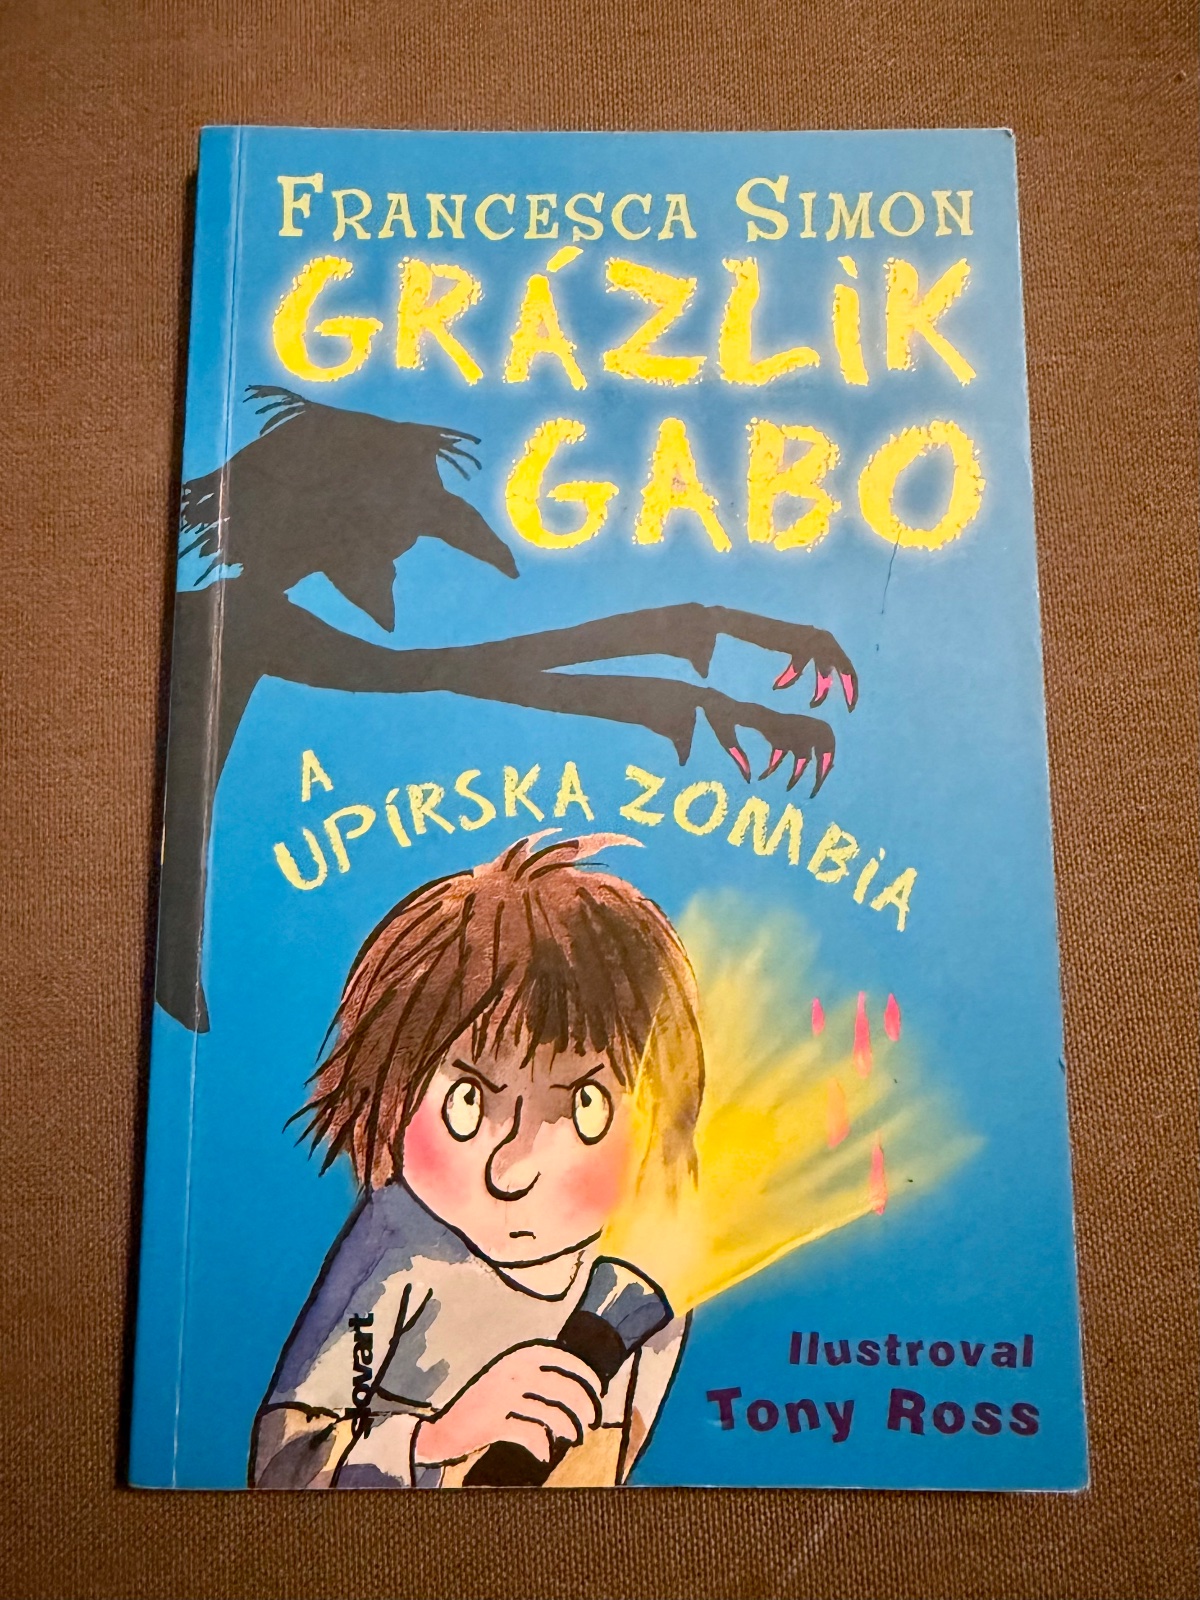 FRANCESCA SIMON
GRÁZLIK
GABO
A
UPÍRSKA ZOMBIA
slovart
Ilustroval
Tony Ross